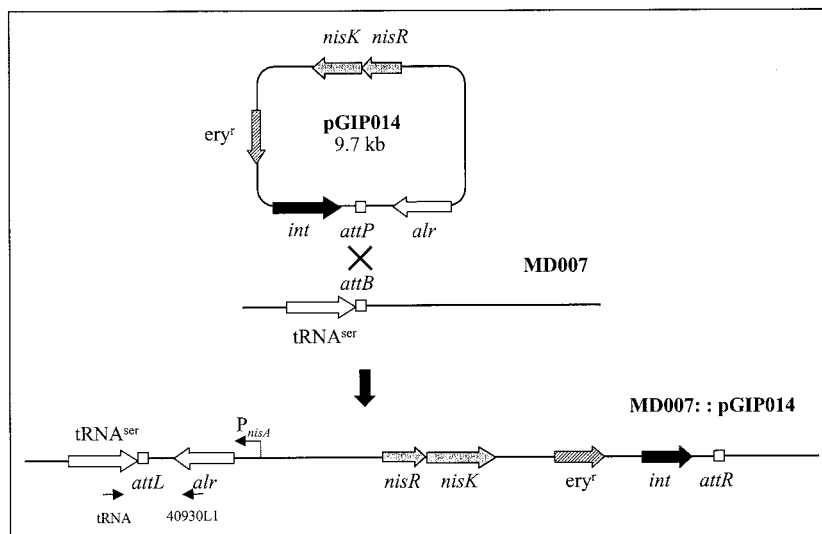 nisK nisR
pGIP014
9.7 kb
eryʳ
int attP alr
attB
MD007
tRNAˢᵉʳ
MD007: : pGIP014
tRNAˢᵉʳ
PnisA
attL alr nisR nisK eryʳ int attR
tRNA 40930L1